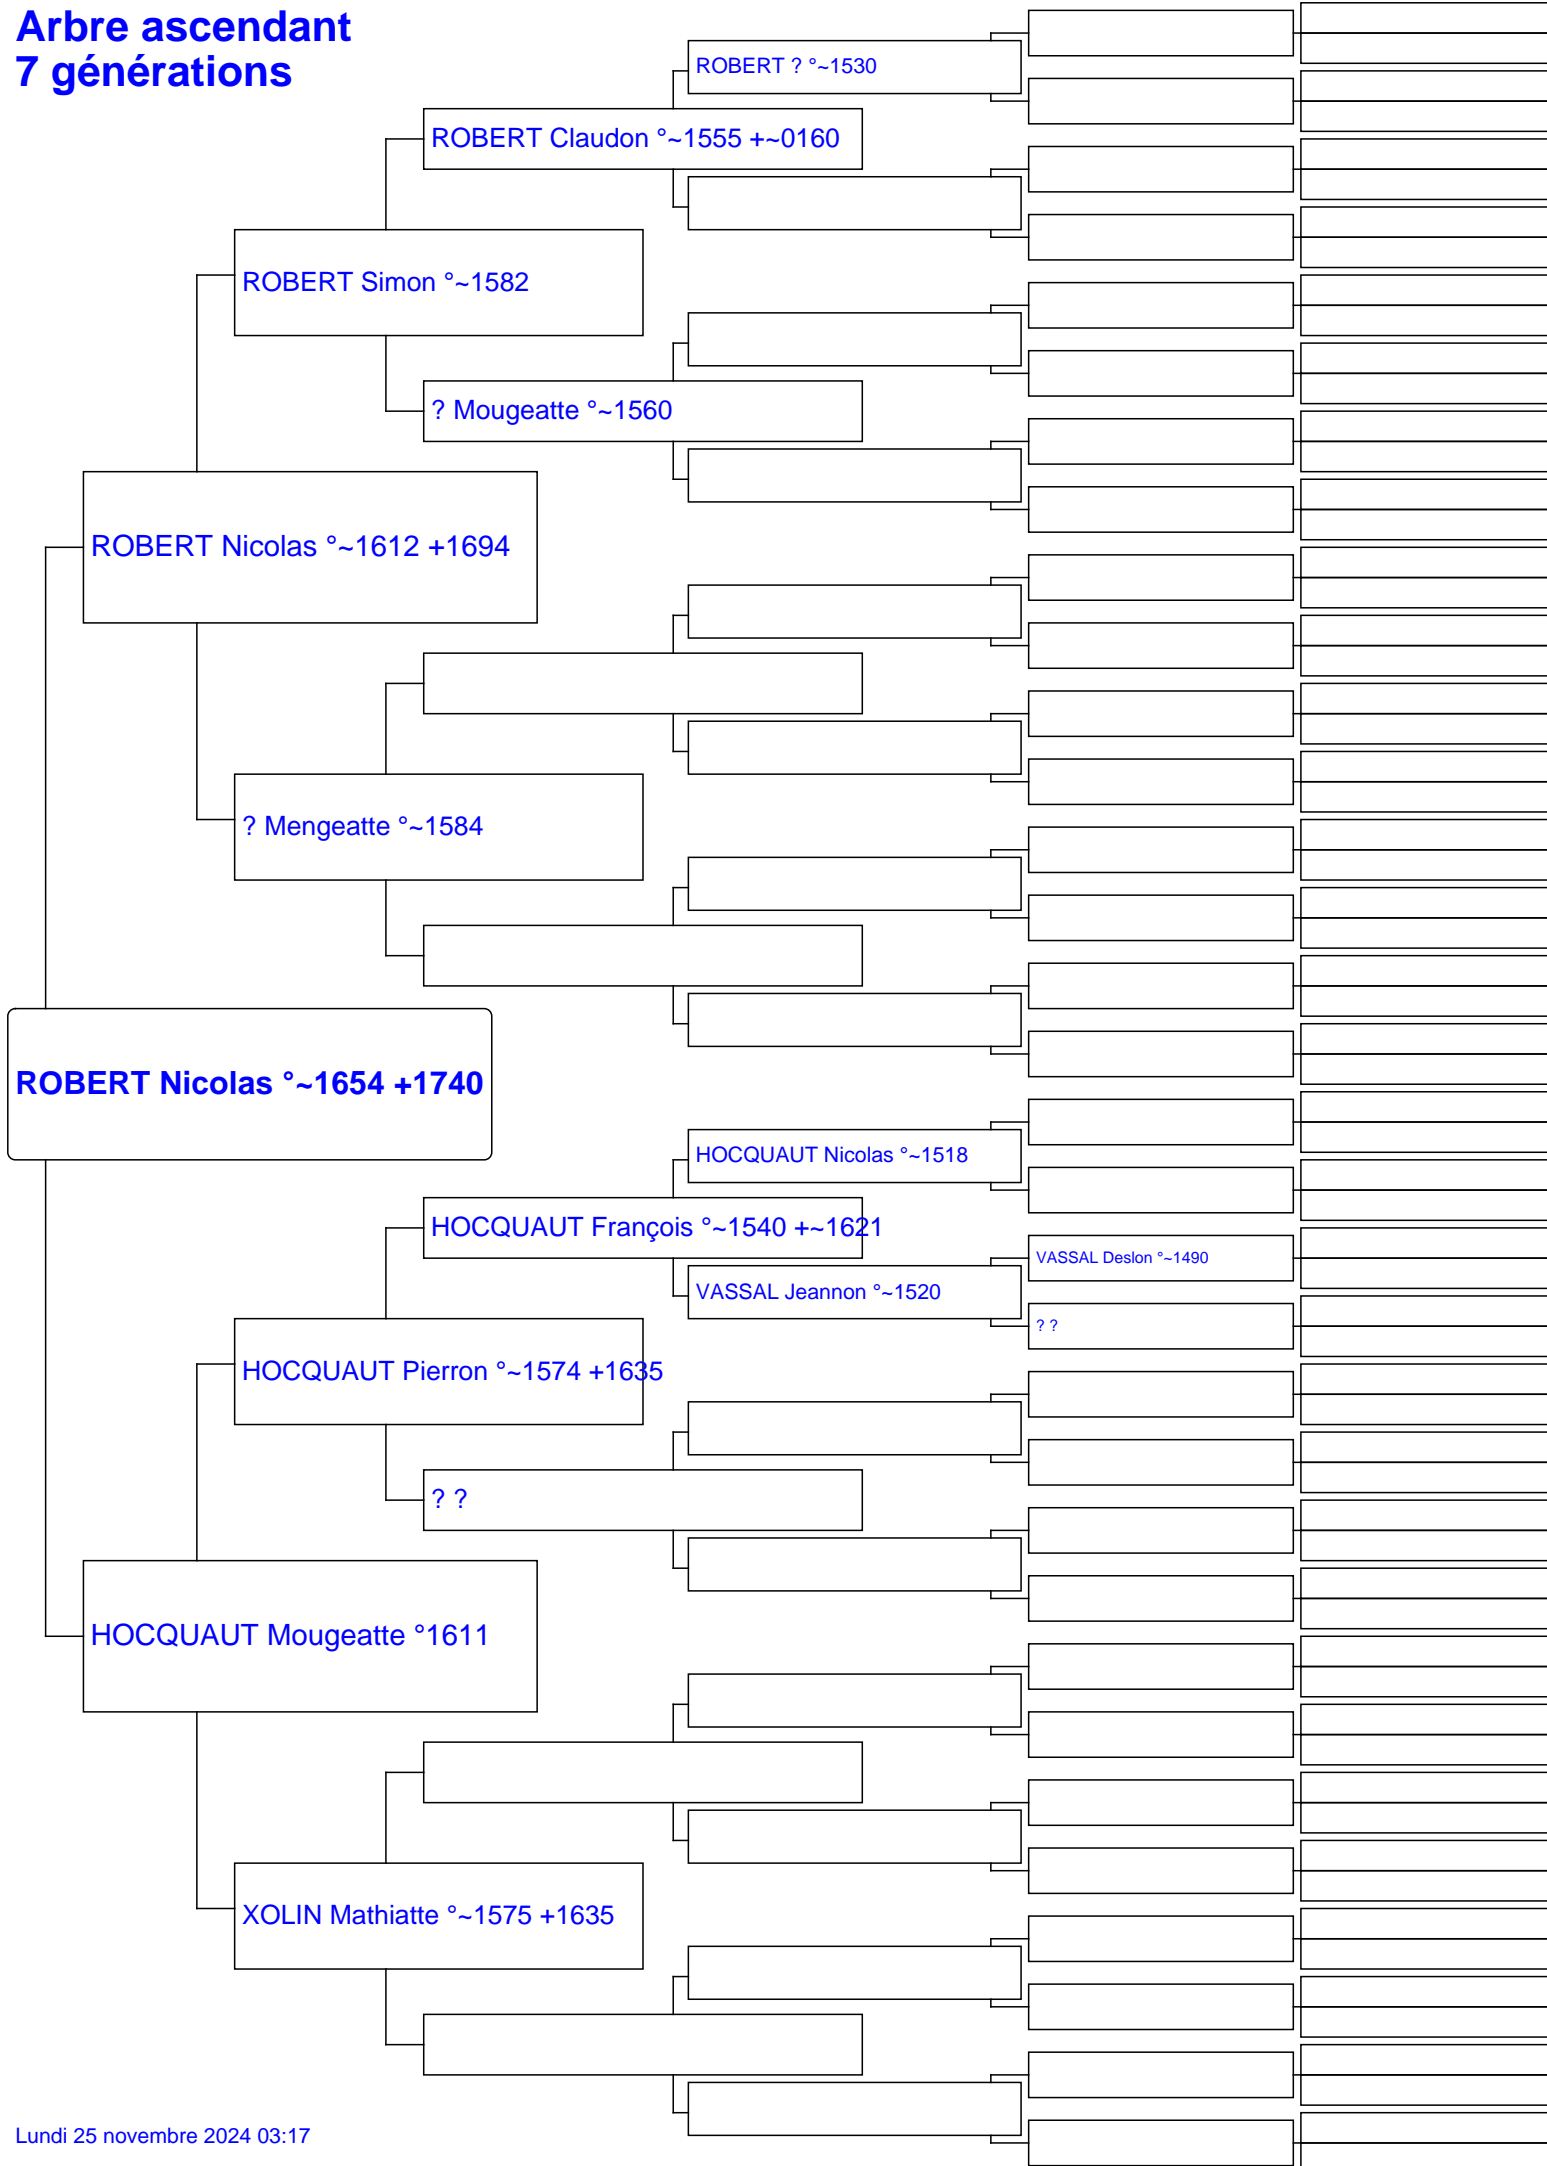 Arbre ascendant
7 générations
ROBERT ? °~1530
ROBERT Claudon °~1555 +~0160
ROBERT Simon °~1582
? Mougeatte °~1560
ROBERT Nicolas °~1612 +1694
? Mengeatte °~1584
ROBERT Nicolas °~1654 +1740
HOCQUAUT Nicolas °~1518
HOCQUAUT François °~1540 +~1621
VASSAL Deslon °~1490
VASSAL Jeannon °~1520
? ?
HOCQUAUT Pierron °~1574 +1635
? ?
HOCQUAUT Mougeatte °1611
XOLIN Mathiatte °~1575 +1635
Lundi 25 novembre 2024 03:17